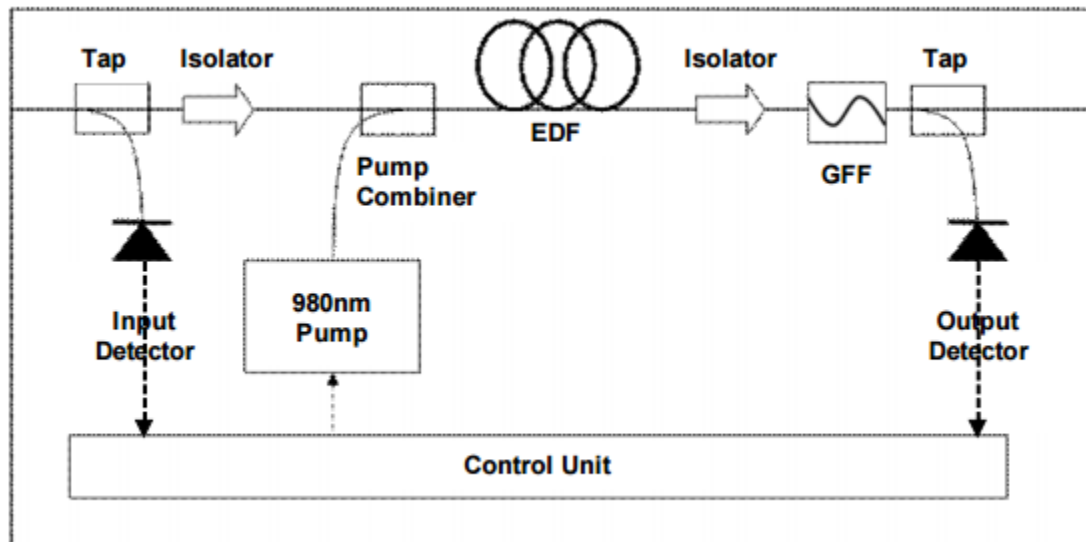 Tap
Isolator
Isolator
Tap
EDF
Pump
Combiner
GFF
980nm
Pump
Input
Detector
Output
Detector
Control Unit